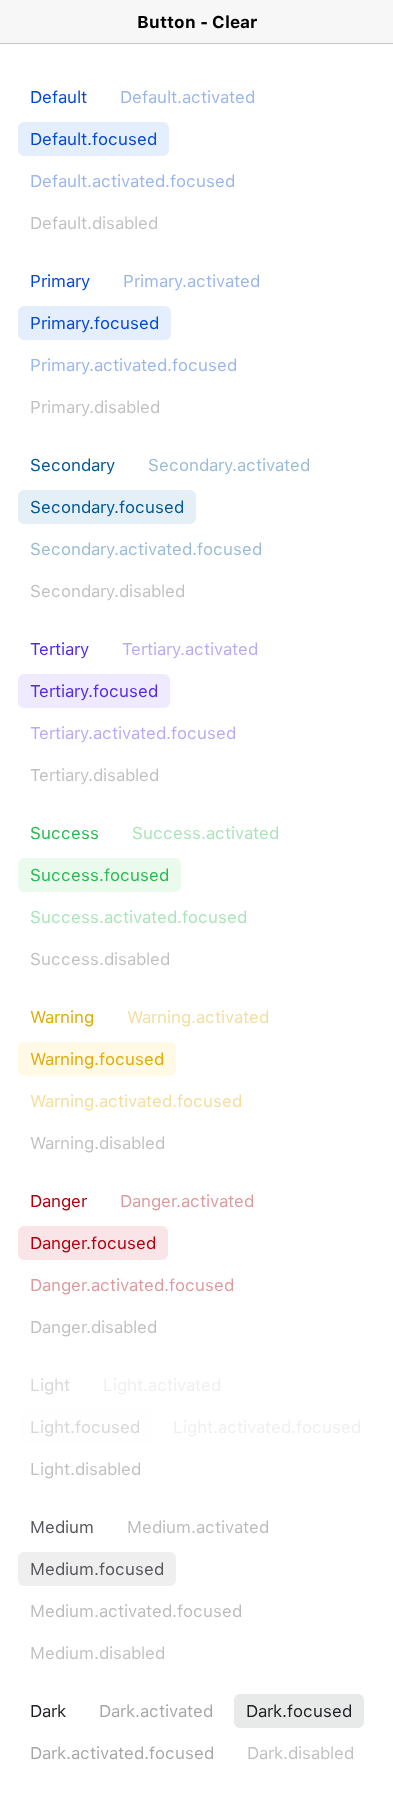 Button - Clear
Default Default.activated
Default.focused
Default.activated.focused
Default.disabled
Primary Primary.activated
Primary.focused
Primary.activated.focused
Primary.disabled
Secondary Secondary.activated
Secondary.focused
Secondary.activated.focused
Secondary.disabled
Tertiary Tertiary.activated
Tertiary.focused
Tertiary.activated.focused
Tertiary.disabled
Success Success.activated
Success.focused
Success.activated.focused
Success.disabled
Warning Warning.activated
Warning.focused
Warning.activated.focused
Warning.disabled
Danger Danger.activated
Danger.focused
Danger.activated.focused
Danger.disabled
Light Light.activated
Light.focused Light.activated.focused
Light.disabled
Medium Medium.activated
Medium.focused
Medium.activated.focused
Medium.disabled
Dark Dark.activated Dark.focused
Dark.activated.focused Dark.disabled